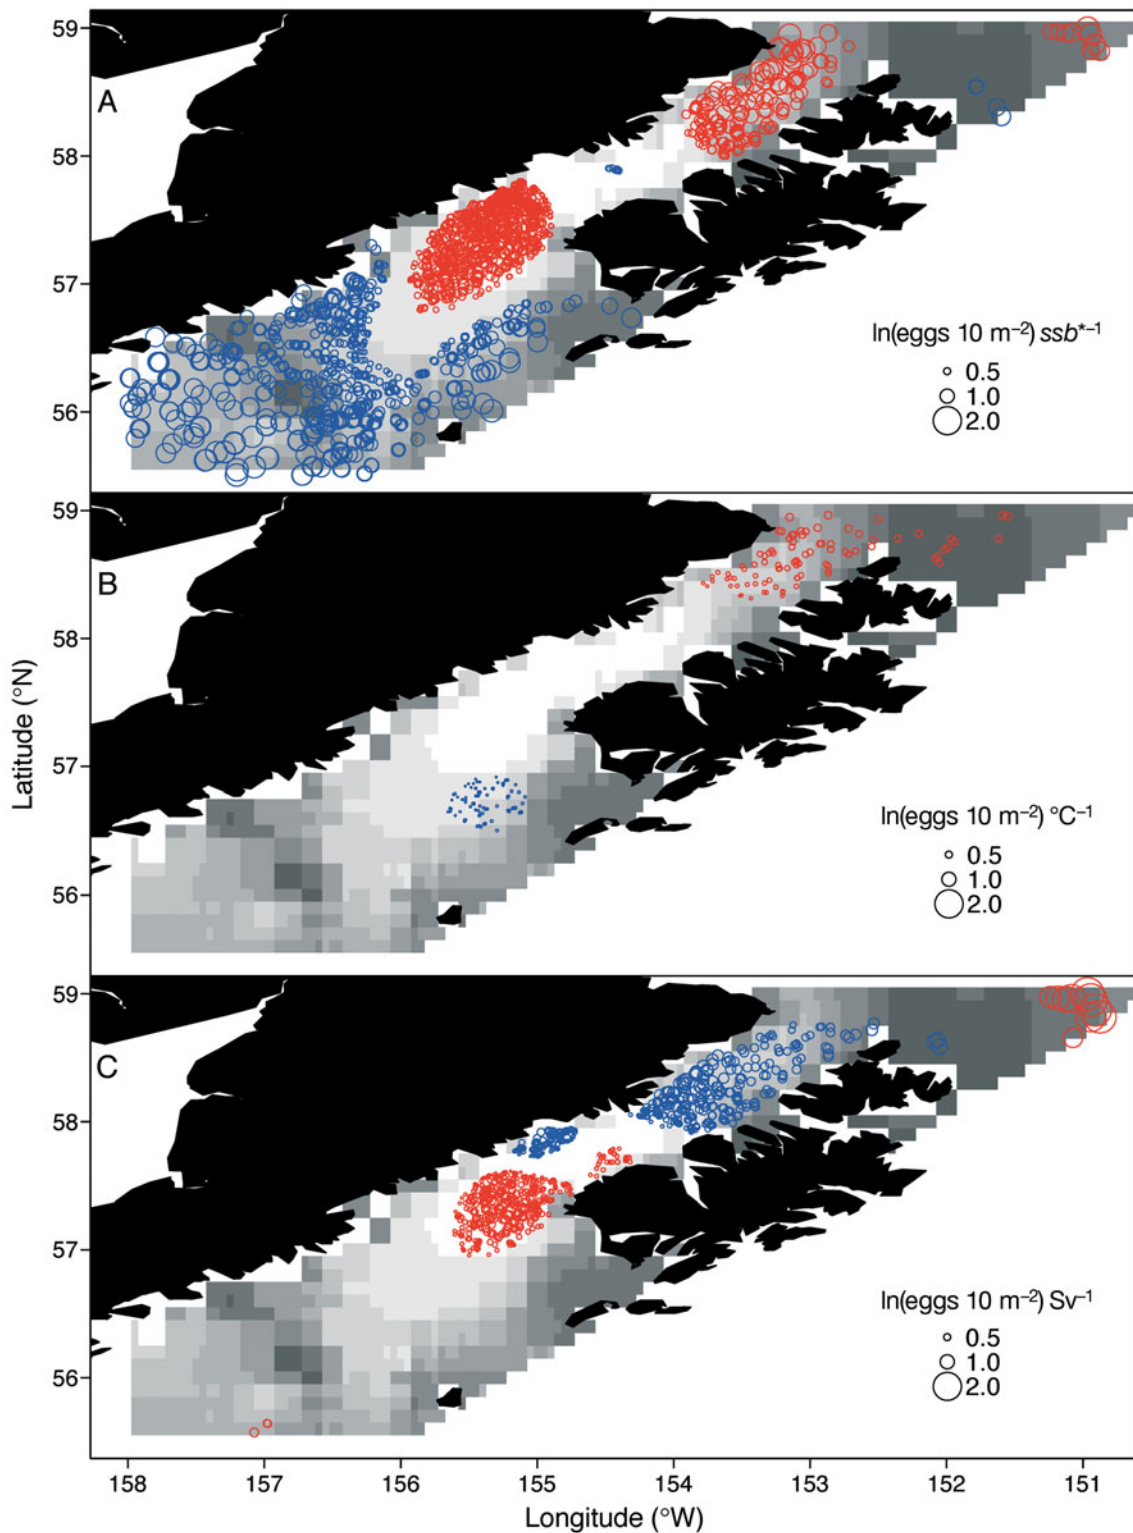 59
A
58
57
56
ln(eggs 10 m⁻²) ssb*⁻¹
0.5
1.0
2.0
59
B
58
57
56
ln(eggs 10 m⁻²) °C⁻¹
0.5
1.0
2.0
Latitude (°N)
59
C
58
57
56
ln(eggs 10 m⁻²) Sv⁻¹
0.5
1.0
2.0
158 157 156 155 154 153 152 151
Longitude (°W)